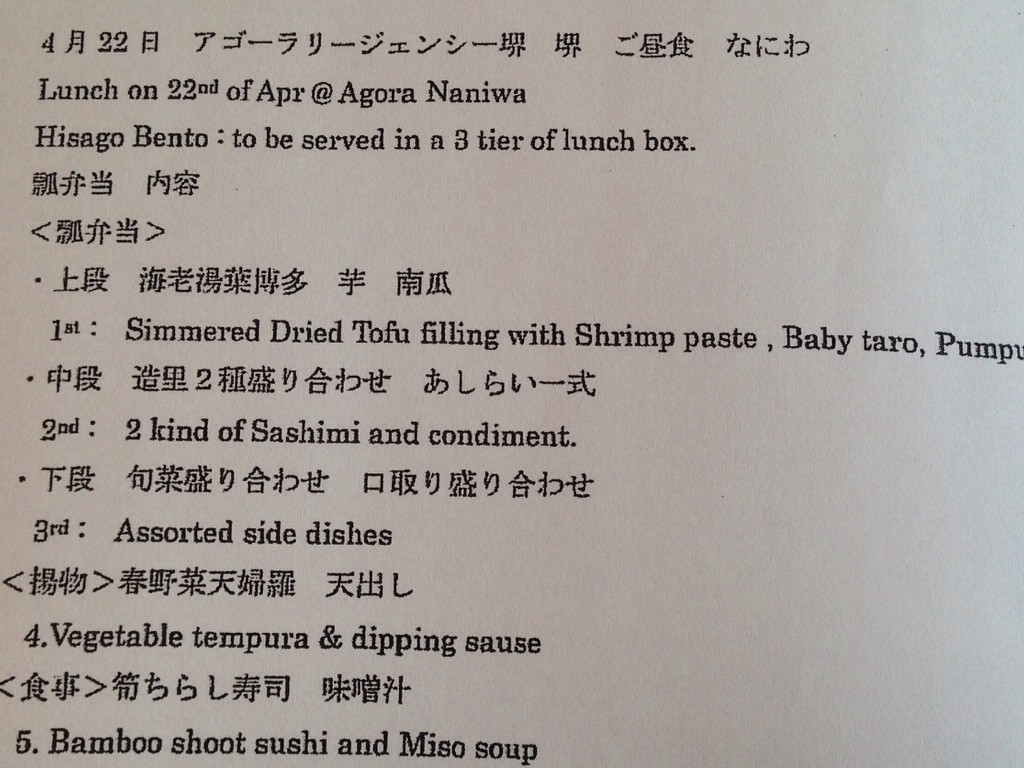 4月22日　アゴーラリージェンシー堺　堺　ご昼食　なにわ
Lunch on 22nd of Apr @ Agora Naniwa
Hisago Bento : to be served in a 3 tier of lunch box.
瓢弁当　内容
＜瓢弁当＞
・上段　海老湯葉博多　芋　南瓜
1st :   Simmered Dried Tofu filling with Shrimp paste , Baby taro,
・中段　造里２種盛り合わせ　あしらい一式
2nd :   2 kind of Sashimi and condiment.
・下段　旬菜盛り合わせ　口取り盛り合わせ
3rd :   Assorted side dishes
＜揚物＞春野菜天婦羅　天出し
4.Vegetable tempura & dipping sause
＜食事＞筍ちらし寿司　味噌汁
5. Bamboo shoot sushi and Miso soup